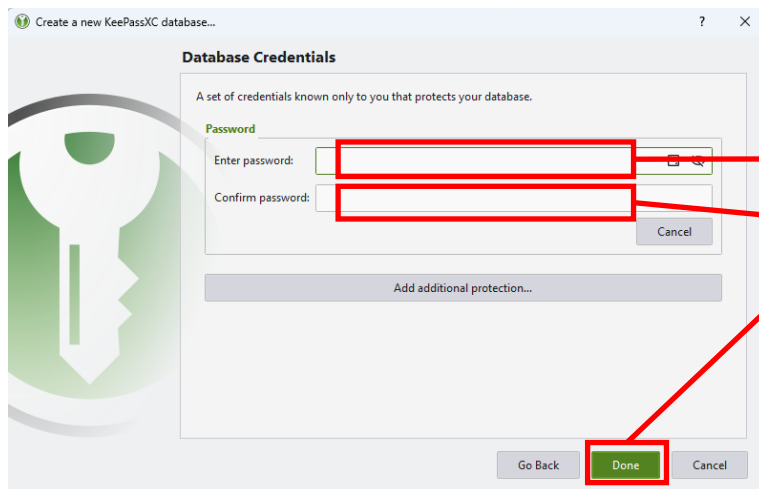 Create a new KeePassXC database...
?
Database Credentials
A set of credentials known only to you that protects your database.
Password
Enter password:
Confirm password:
Cancel
Add additional protection...
Go Back
Done
Cancel